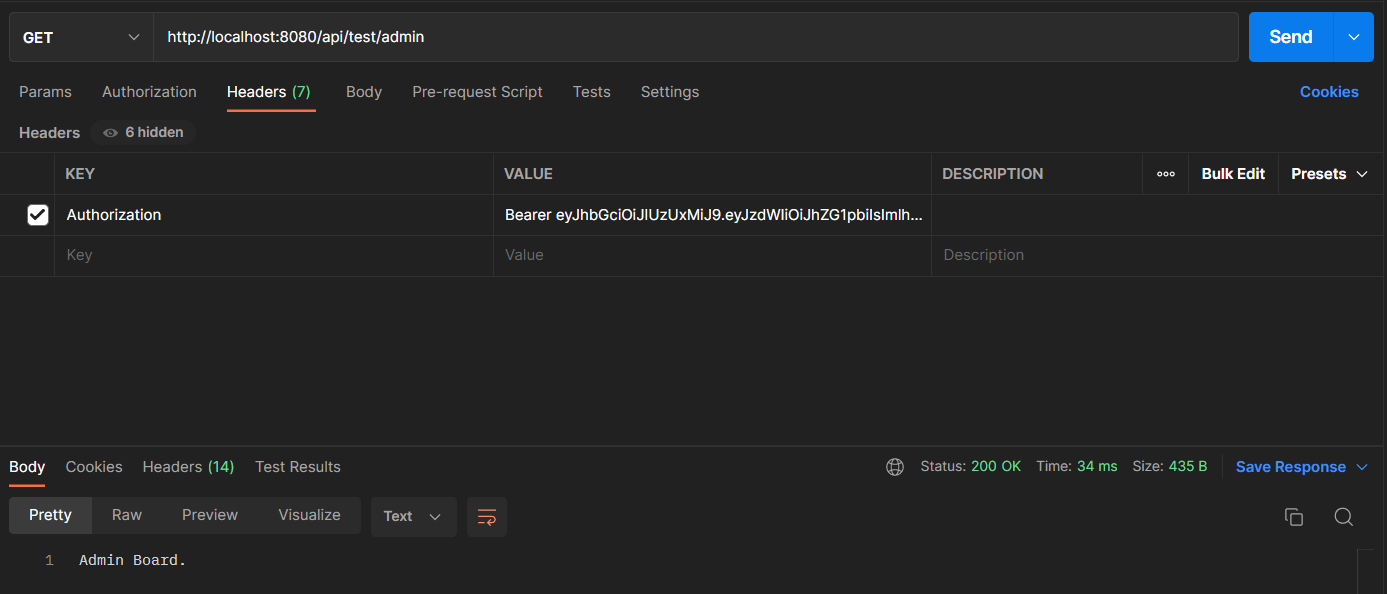 GET http://localhost:8080/api/test/admin Send
Params Authorization Headers (7) Body Pre-request Script Tests Settings Cookies
Headers 6 hidden
KEY VALUE DESCRIPTION Bulk Edit Presets
Authorization Bearer eyJhbGciOiJIUzUxMiJ9.eyJzdWIiOiJhZG1pbiIsImlh...
Key Value Description
Body Cookies Headers (14) Test Results Status: 200 OK Time: 34 ms Size: 435 B Save Response
Pretty Raw Preview Visualize Text
1 Admin Board.